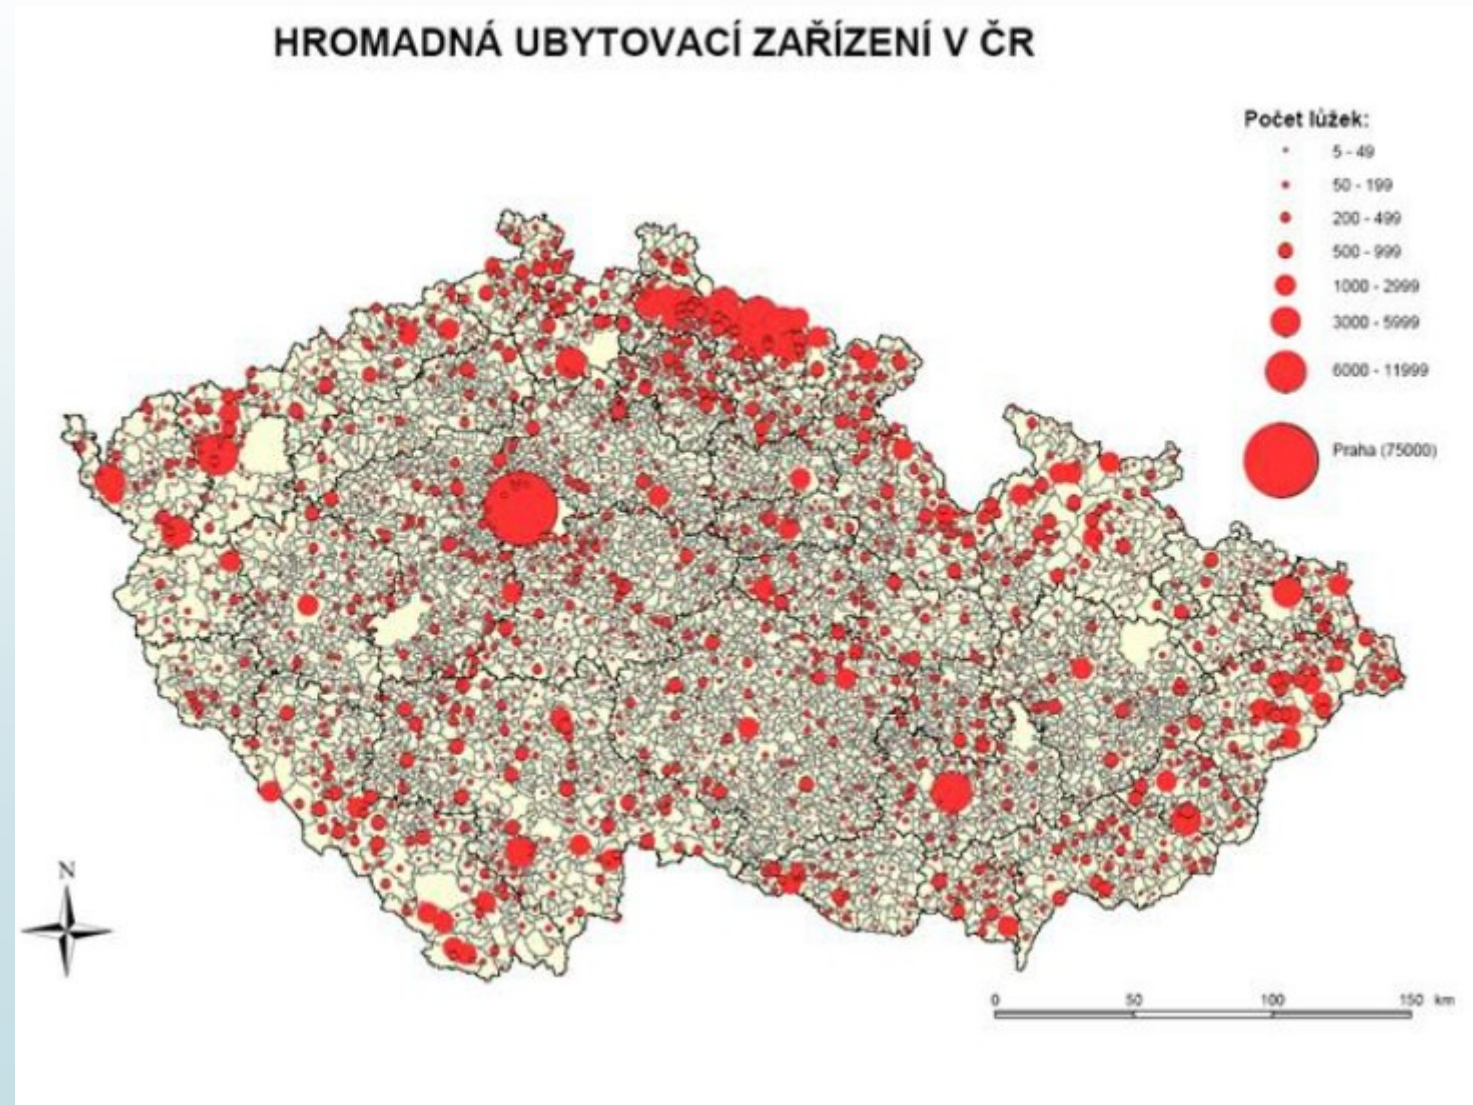 HROMADNÁ UBYTOVACÍ ZAŘÍZENÍ V ČR
Počet lůžek:
5 - 49
50 - 199
200 - 499
500 - 999
1000 - 2999
3000 - 5999
6000 - 11999
Praha (75000)
N
0 50 100 150 km